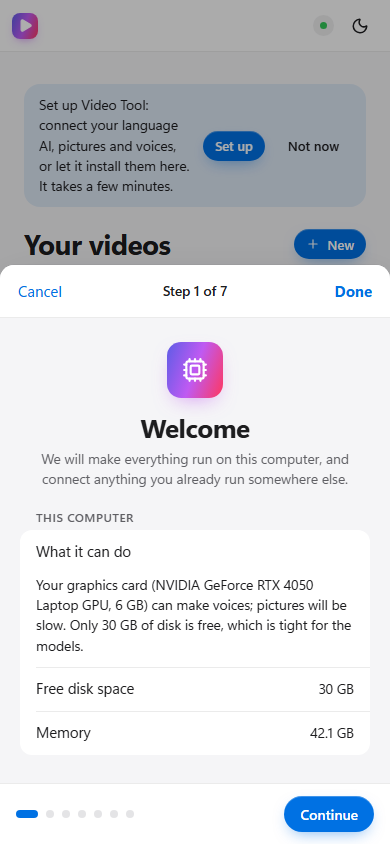 Set up Video Tool:
connect your language
AI, pictures and voices,
or let it install them here.
It takes a few minutes.
Set up
Not now
Your videos
+ New
Cancel
Step 1 of 7
Done
Welcome
We will make everything run on this computer, and
connect anything you already run somewhere else.
THIS COMPUTER
What it can do
Your graphics card (NVIDIA GeForce RTX 4050
Laptop GPU, 6 GB) can make voices; pictures will be
slow. Only 30 GB of disk is free, which is tight for the
models.
Free disk space
30 GB
Memory
42.1 GB
Continue